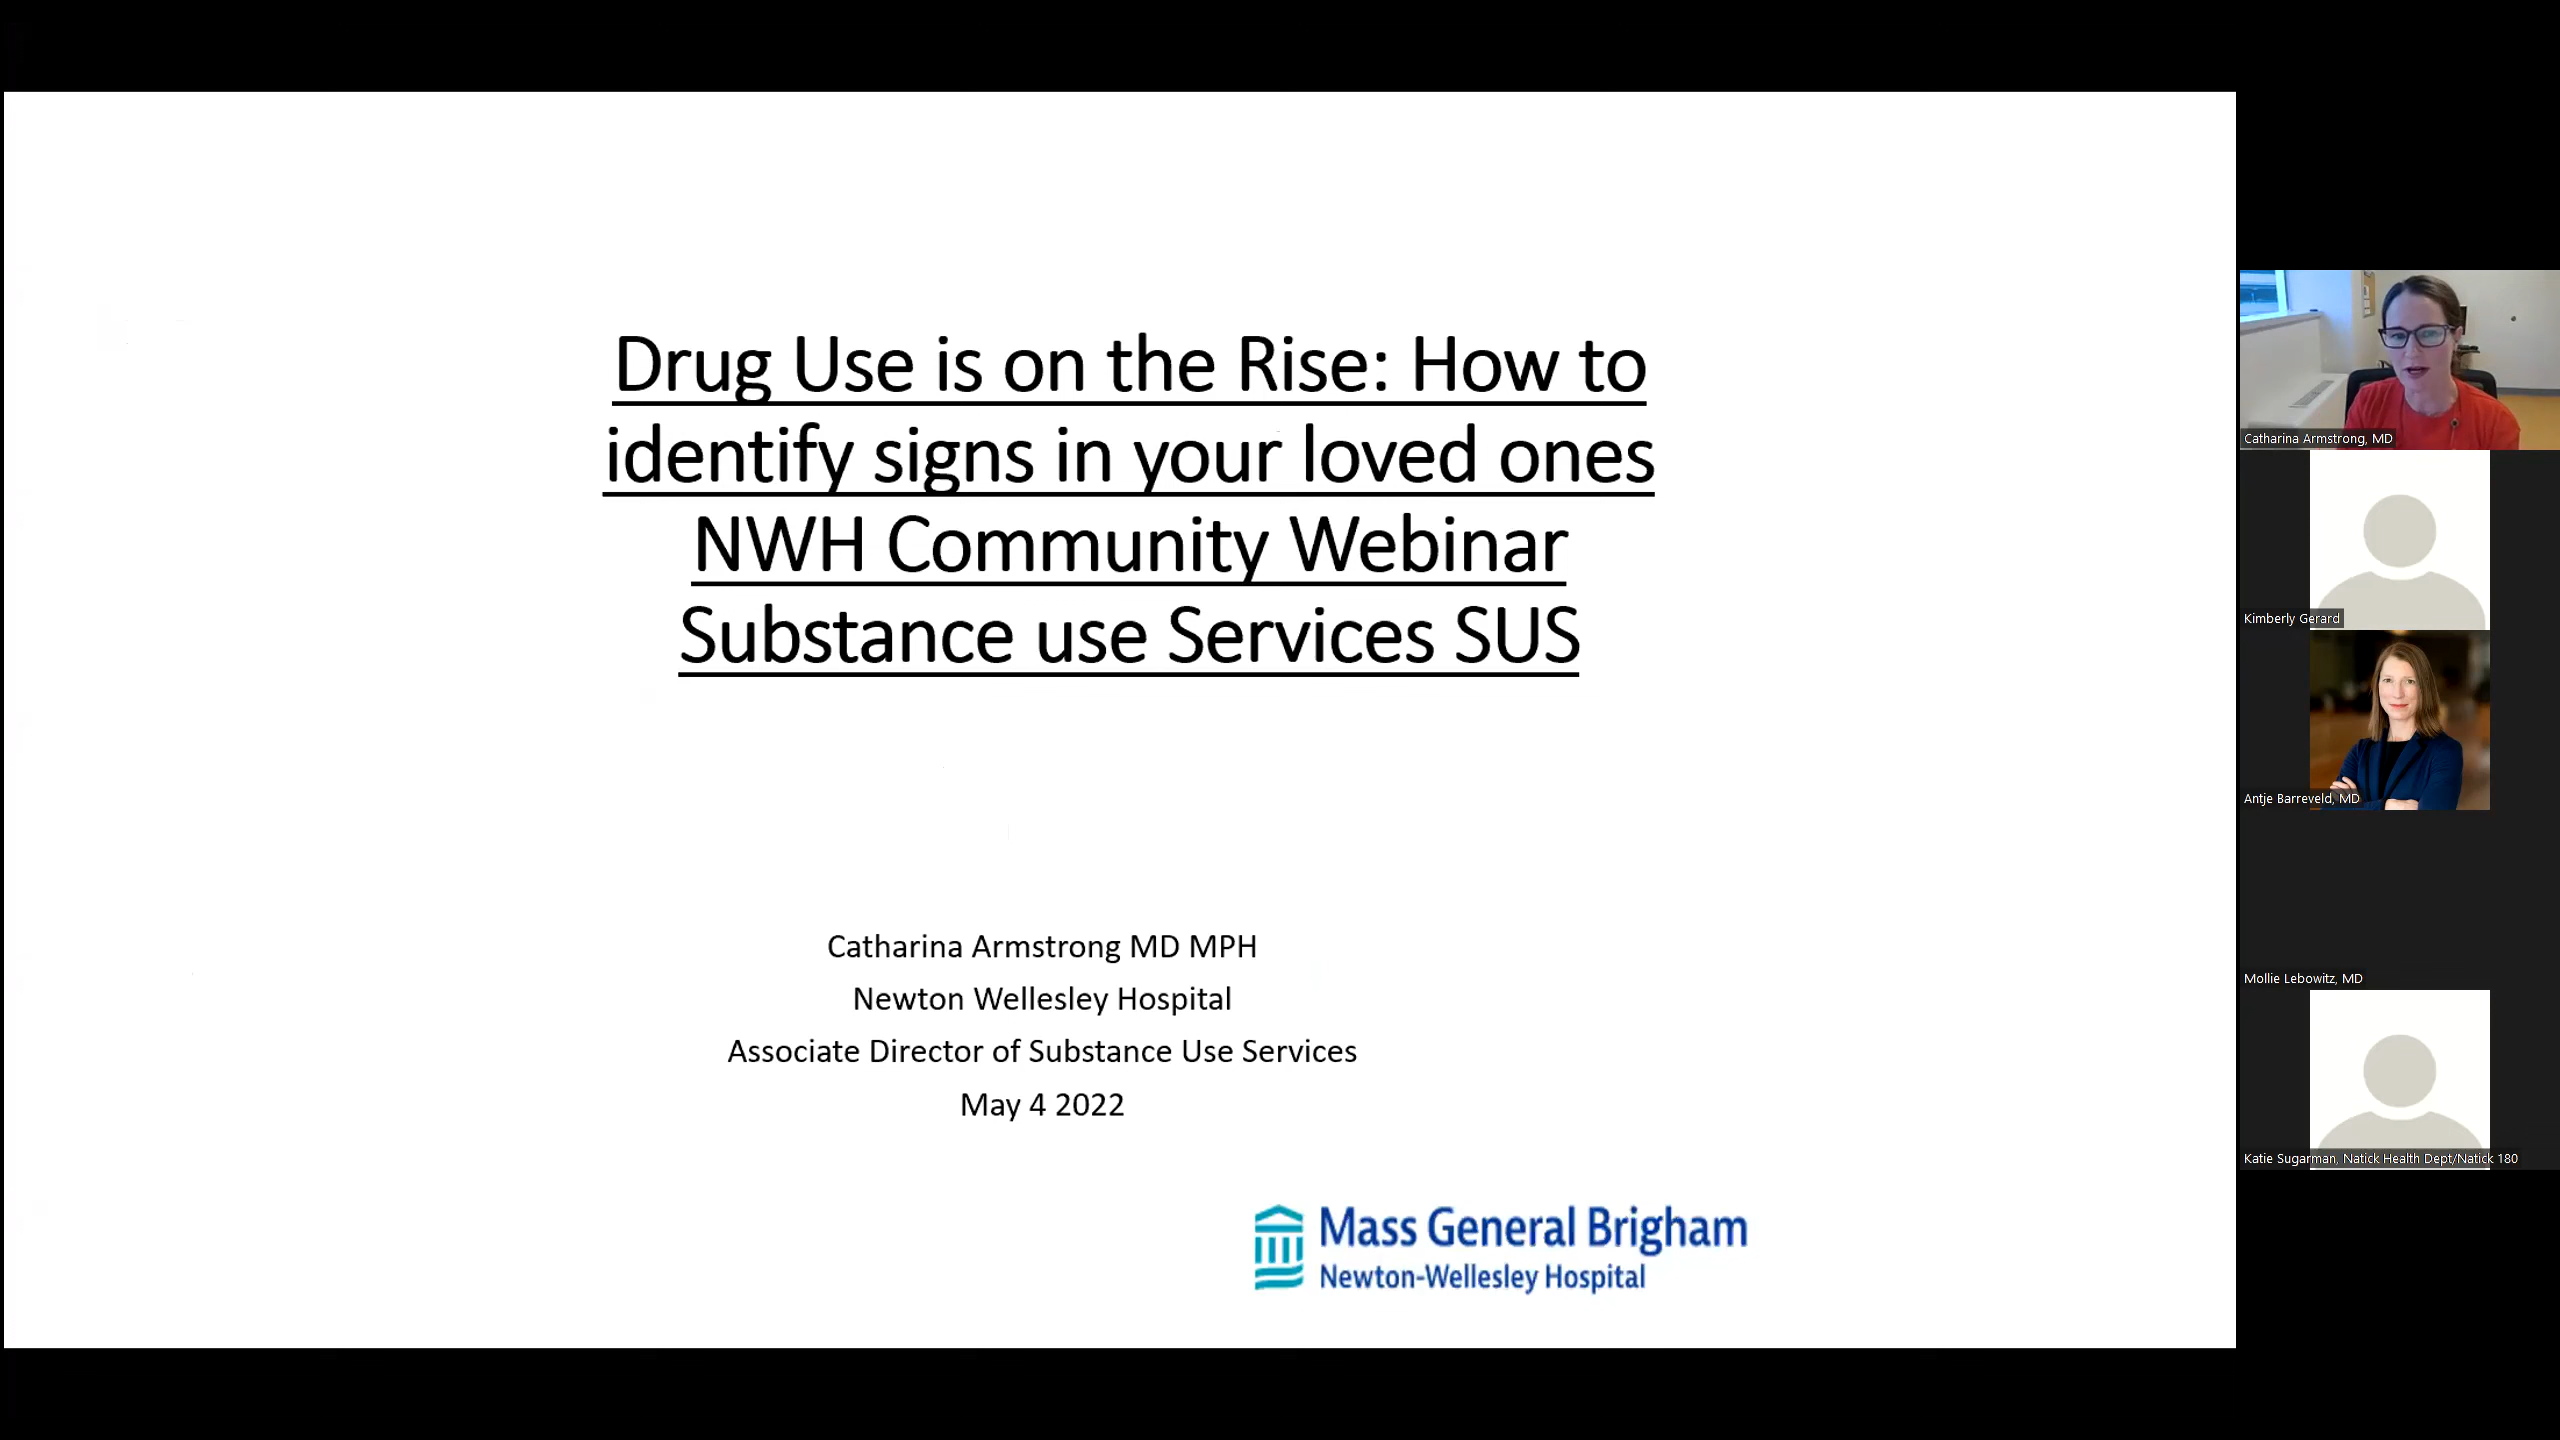 Drug Use is on the Rise: How to
identify signs in your loved ones
NWH Community Webinar
Substance use Services SUS
Catharina Armstrong MD MPH
Newton Wellesley Hospital
Associate Director of Substance Use Services
May 4 2022
Mass General Brigham
Newton-Wellesley Hospital
Catharina Armstrong, MD
Kimberly Gerard
Antje Barreveld, MD
Mollie Lebowitz, MD
Katie Sugarman, Natick Health Dept/Natick 180